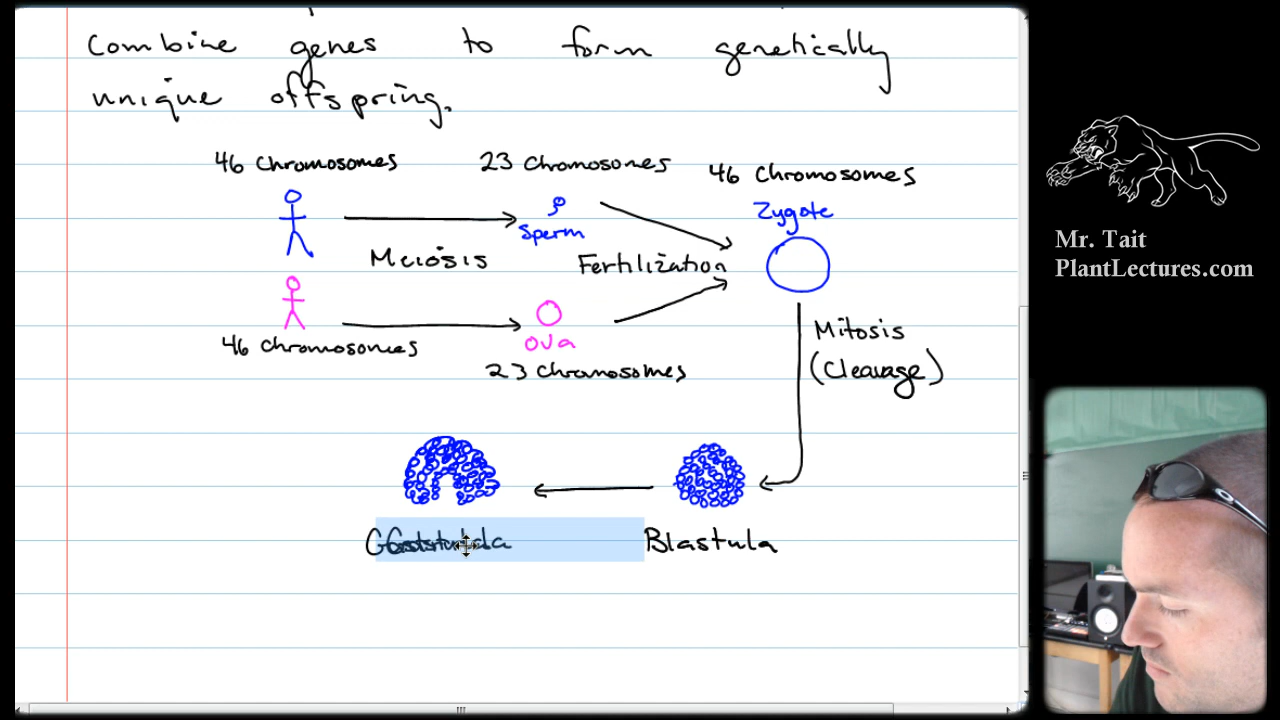 combine genes to form genetically
unique offspring.
46 Chromosomes
23 Chromosomes
46 Chromosomes
Zygote
Sperm
Meiosis
Fertilization
46 Chromosomes
Ova
23 Chromosomes
Mitosis
(Cleavage)
Blastula
Mr. Tait
PlantLectures.com